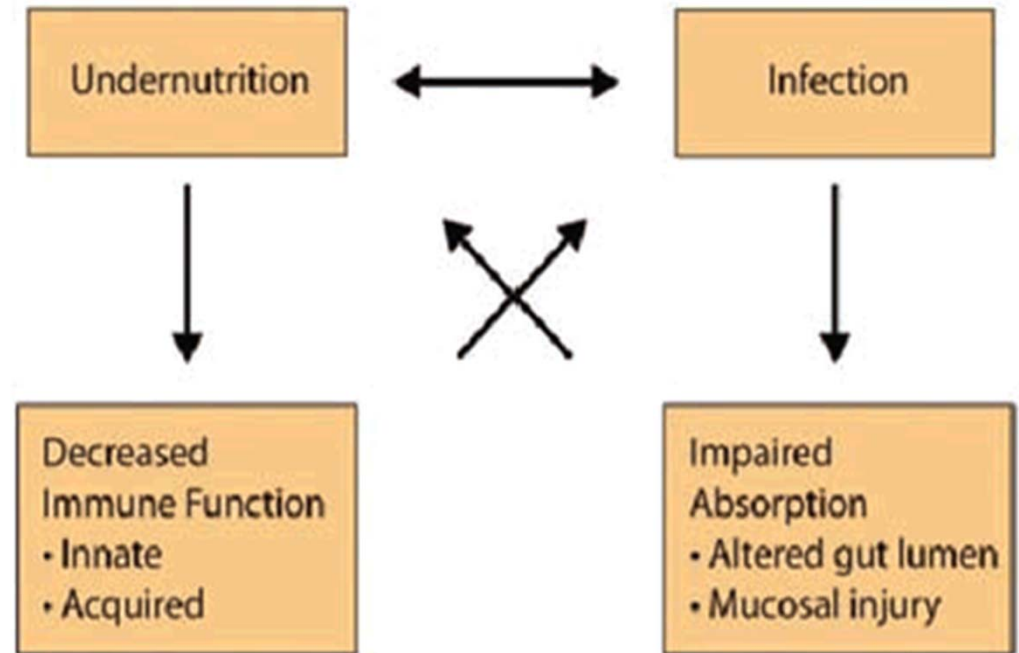 Undernutrition
Infection
Decreased
Immune Function
• Innate
• Acquired
Impaired
Absorption
• Altered gut lumen
• Mucosal injury